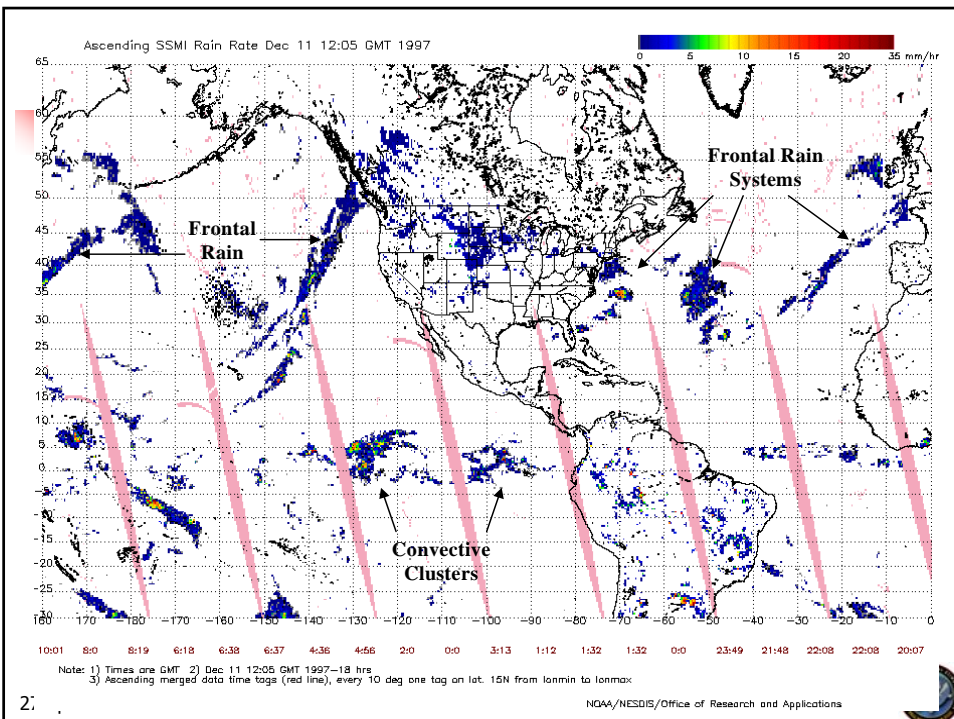 Ascending SSMI Rain Rate Dec 11 12:05 GMT 1997
0 5 10 15 20 35 mm/hr
65
60
55
50
45
40
35
30
25
20
15
10
5
0
-5
-10
-15
-20
-25
-30
Frontal Rain
Systems
Frontal
Rain
Convective
Clusters
160 -170 -160 -150 -140 -130 -120 -110 -100 -90 -80 -70 -60 -50 -40 -30 -20 -10 0
10:01 8:0 8:19 6:18 6:38 6:37 4:36 4:56 2:0 0:0 3:13 1:12 1:32 1:32 0:0 23:49 21:48 22:08 22:08 20:07
Note: 1) Times are GMT 2) Dec 11 12:05 GMT 1997-18 hrs
3) Ascending merged data time tags (red line), every 10 deg one tag on lat. 15N from lonmin to lonmax
NOAA/NESDIS/Office of Research and Applications